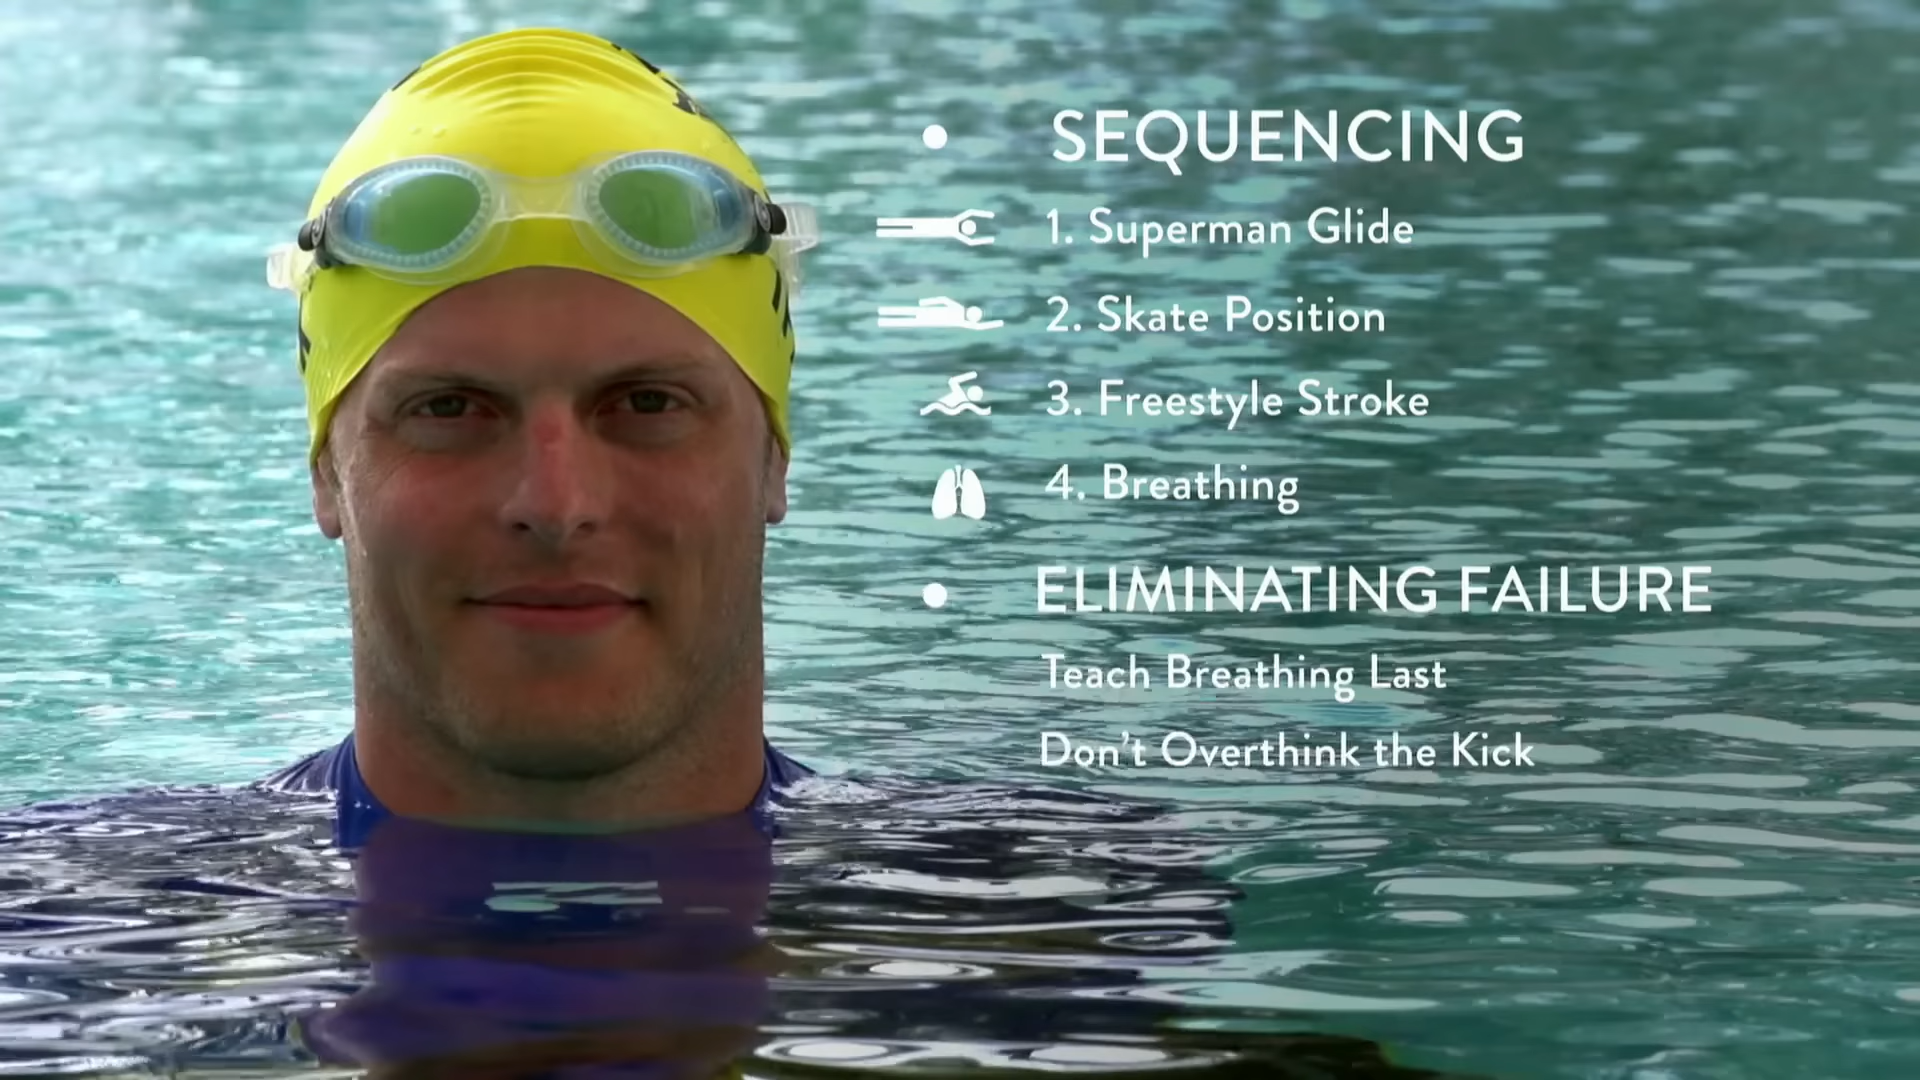 SEQUENCING
1. Superman Glide
2. Skate Position
3. Freestyle Stroke
4. Breathing
ELIMINATING FAILURE
Teach Breathing Last
Don't Overthink the Kick